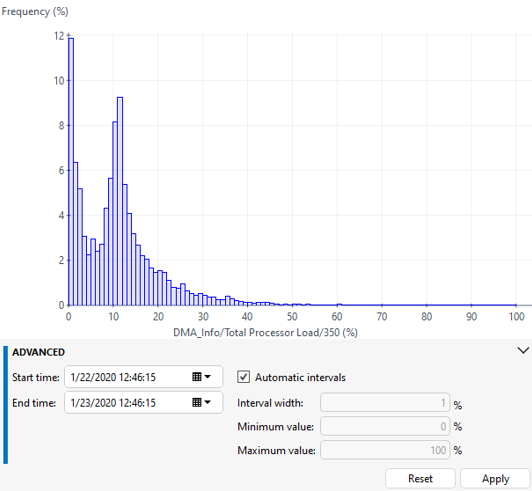 Frequency (%)
12
10
8
6
4
2
0
0 10 20 30 40 50 60 70 80 90 100
DMA_Info/Total Processor Load/350 (%)
ADVANCED
Start time: 1/22/2020 12:46:15 Automatic intervals
End time: 1/23/2020 12:46:15 Interval width: 1 %
Minimum value: 0 %
Maximum value: 100 %
Reset Apply